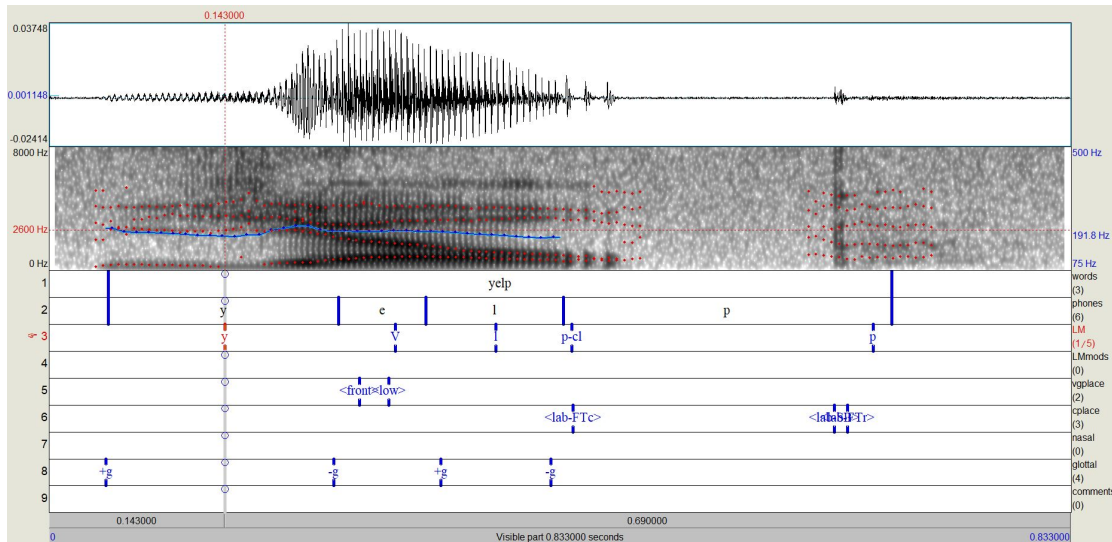 0.143000
0.03748
0.001148
-0.02414
8000 Hz 500 Hz
2600 Hz 191.8 Hz
0 Hz 75 Hz
1 yelp words (3)
2 y e l p phones (6)
3 y V l p-cl p LM (1/5)
4 LMmods (0)
5 <front <low> vgplace (2)
6 <lab-FTc> cplace (3)
7 nasal (0)
8 +g -g +g -g glottal (4)
9 comments (0)
0.143000 0.690000
0 Visible part 0.833000 seconds 0.833000